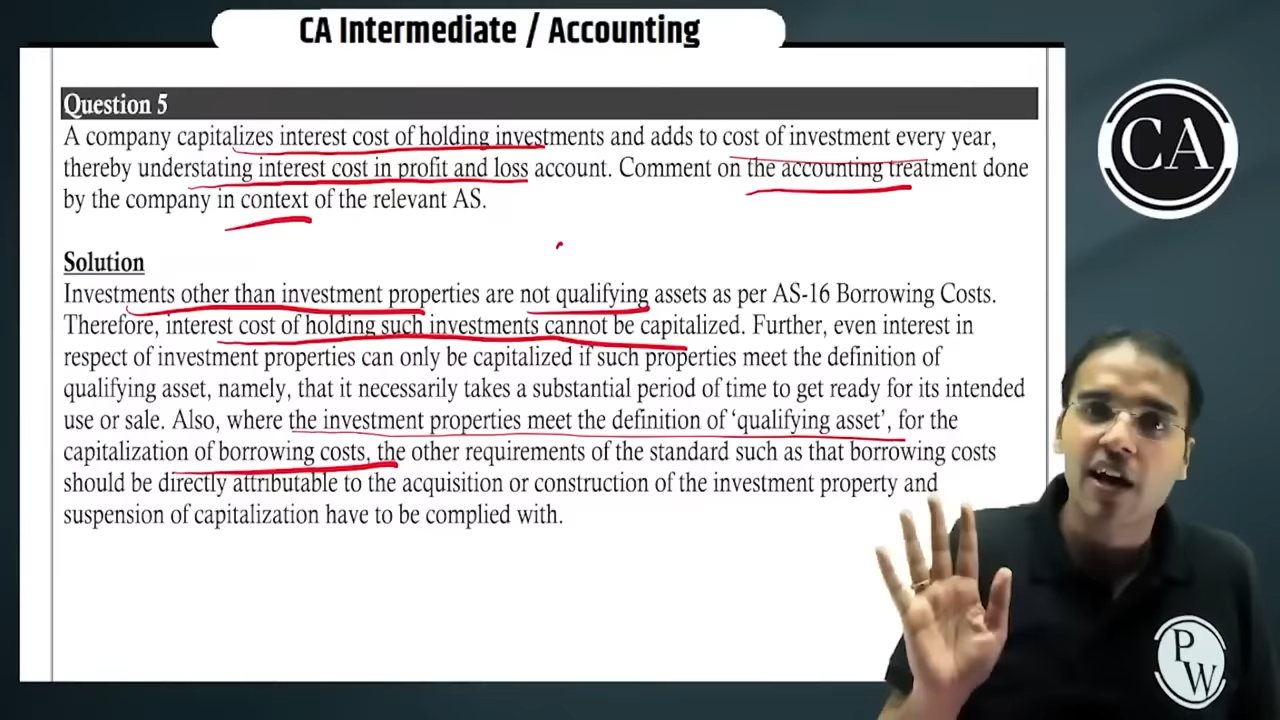 CA Intermediate / Accounting
Question 5
A company capitalizes interest cost of holding investments and adds to cost of investment every year,
thereby understating interest cost in profit and loss account. Comment on the accounting treatment done
by the company in context of the relevant AS.
Solution
Investments other than investment properties are not qualifying assets as per AS-16 Borrowing Costs.
Therefore, interest cost of holding such investments cannot be capitalized. Further, even interest in
respect of investment properties can only be capitalized if such properties meet the definition of
qualifying asset, namely, that it necessarily takes a substantial period of time to get ready for its intended
use or sale. Also, where the investment properties meet the definition of ‘qualifying asset’, for the
capitalization of borrowing costs, the other requirements of the standard such as that borrowing costs
should be directly attributable to the acquisition or construction of the investment property and
suspension of capitalization have to be complied with.
CA
PW